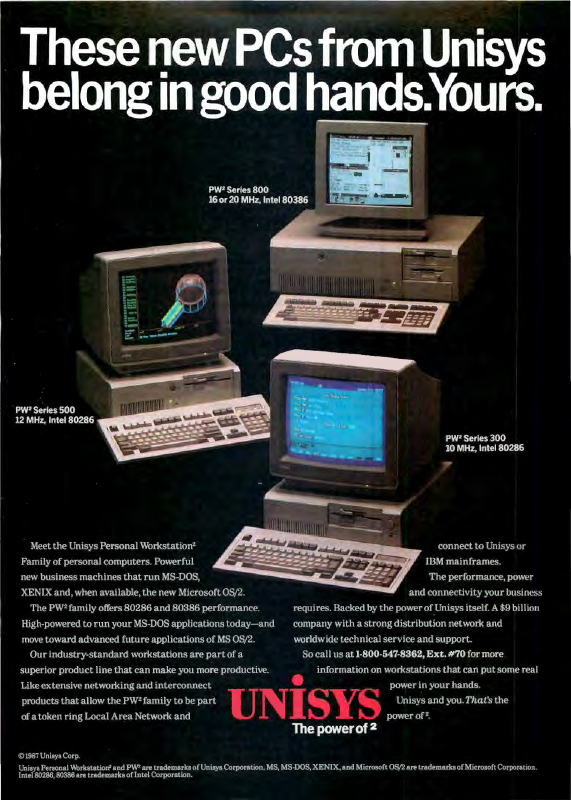 These new PCs from Unisys
belong in good hands. Yours.
PW² Series 800
16 or 20 MHz, Intel 80386
PW² Series 500
12 MHz, Intel 80286
PW² Series 300
10 MHz, Intel 80286
Meet the Unisys Personal Workstation²
Family of personal computers. Powerful
new business machines that run MS-DOS,
XENIX and, when available, the new Microsoft OS/2.
The PW² family offers 80286 and 80386 performance.
High-powered to run your MS-DOS applications today—and
move toward advanced future applications of MS OS/2.
Our industry-standard workstations are part of a
superior product line that can make you more productive.
Like extensive networking and interconnect
products that allow the PW² family to be part
of a token ring Local Area Network and
connect to Unisys or
IBM mainframes.
The performance, power
and connectivity your business
requires. Backed by the power of Unisys itself. A $9 billion
company with a strong distribution network and
worldwide technical service and support.
So call us at 1-800-547-8362, Ext. #70 for more
information on workstations that can put some real
power in your hands.
Unisys and you. That's the
power of ².
UNiSYS
The power of ²
© 1987 Unisys Corp.
Unisys Personal Workstation² and PW² are trademarks of Unisys Corporation. MS, MS-DOS, XENIX, and Microsoft OS/2 are trademarks of Microsoft Corporation.
Intel 80286, 80386 are trademarks of Intel Corporation.